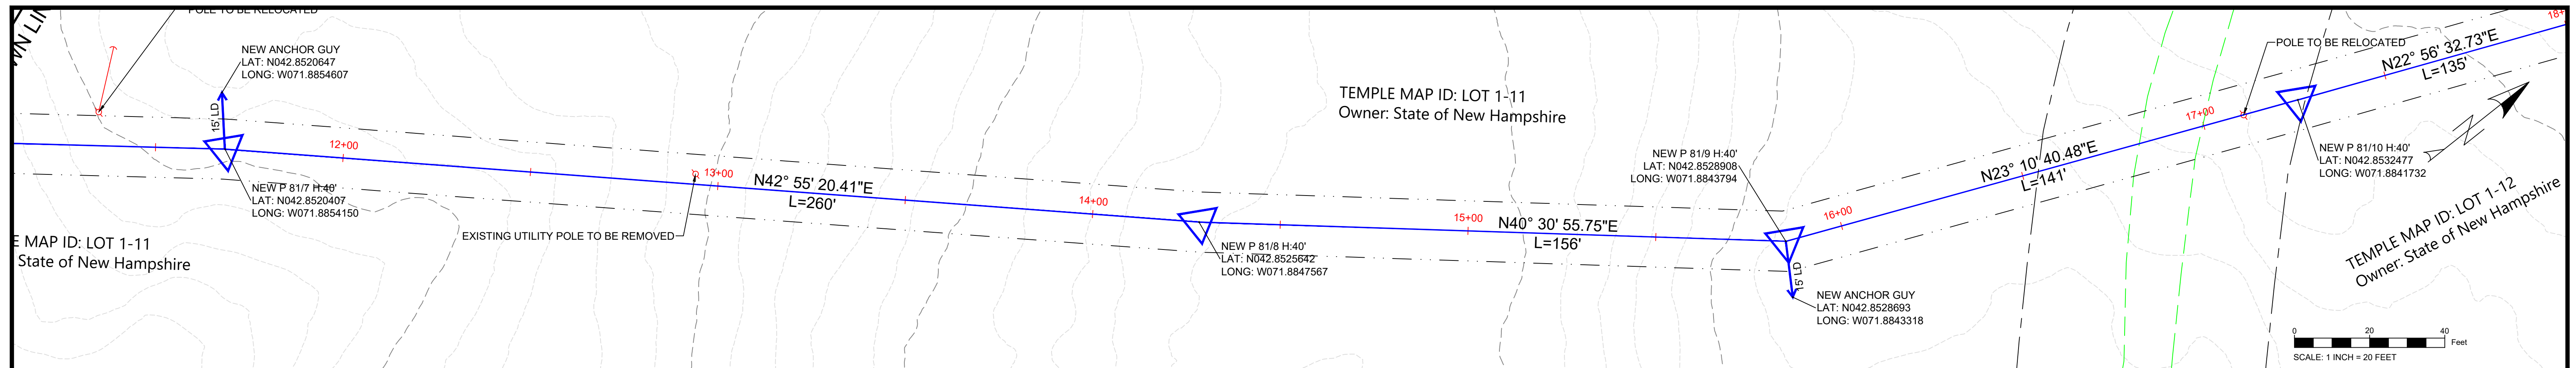 WN LIN
POLE TO BE RELOCATED
NEW ANCHOR GUY
LAT: N042.8520647
LONG: W071.8854607
15' LD
NEW P 81/7 H:40'
LAT: N042.8520407
LONG: W071.8854150
E MAP ID: LOT 1-11
State of New Hampshire
12+00
13+00
EXISTING UTILITY POLE TO BE REMOVED
N42° 55' 20.41"E
L=260'
14+00
NEW P 81/8 H:40'
LAT: N042.8525642
LONG: W071.8847567
TEMPLE MAP ID: LOT 1-11
Owner: State of New Hampshire
15+00
N40° 30' 55.75"E
L=156'
NEW P 81/9 H:40'
LAT: N042.8528908
LONG: W071.8843794
15' LD
NEW ANCHOR GUY
LAT: N042.8528693
LONG: W071.8843318
16+00
N23° 10' 40.48"E
L=141'
17+00
POLE TO BE RELOCATED
N22° 56' 32.73"E
L=135'
18+
NEW P 81/10 H:40'
LAT: N042.8532477
LONG: W071.8841732
N
TEMPLE MAP ID: LOT 1-12
Owner: State of New Hampshire
0 20 40
Feet
SCALE: 1 INCH = 20 FEET